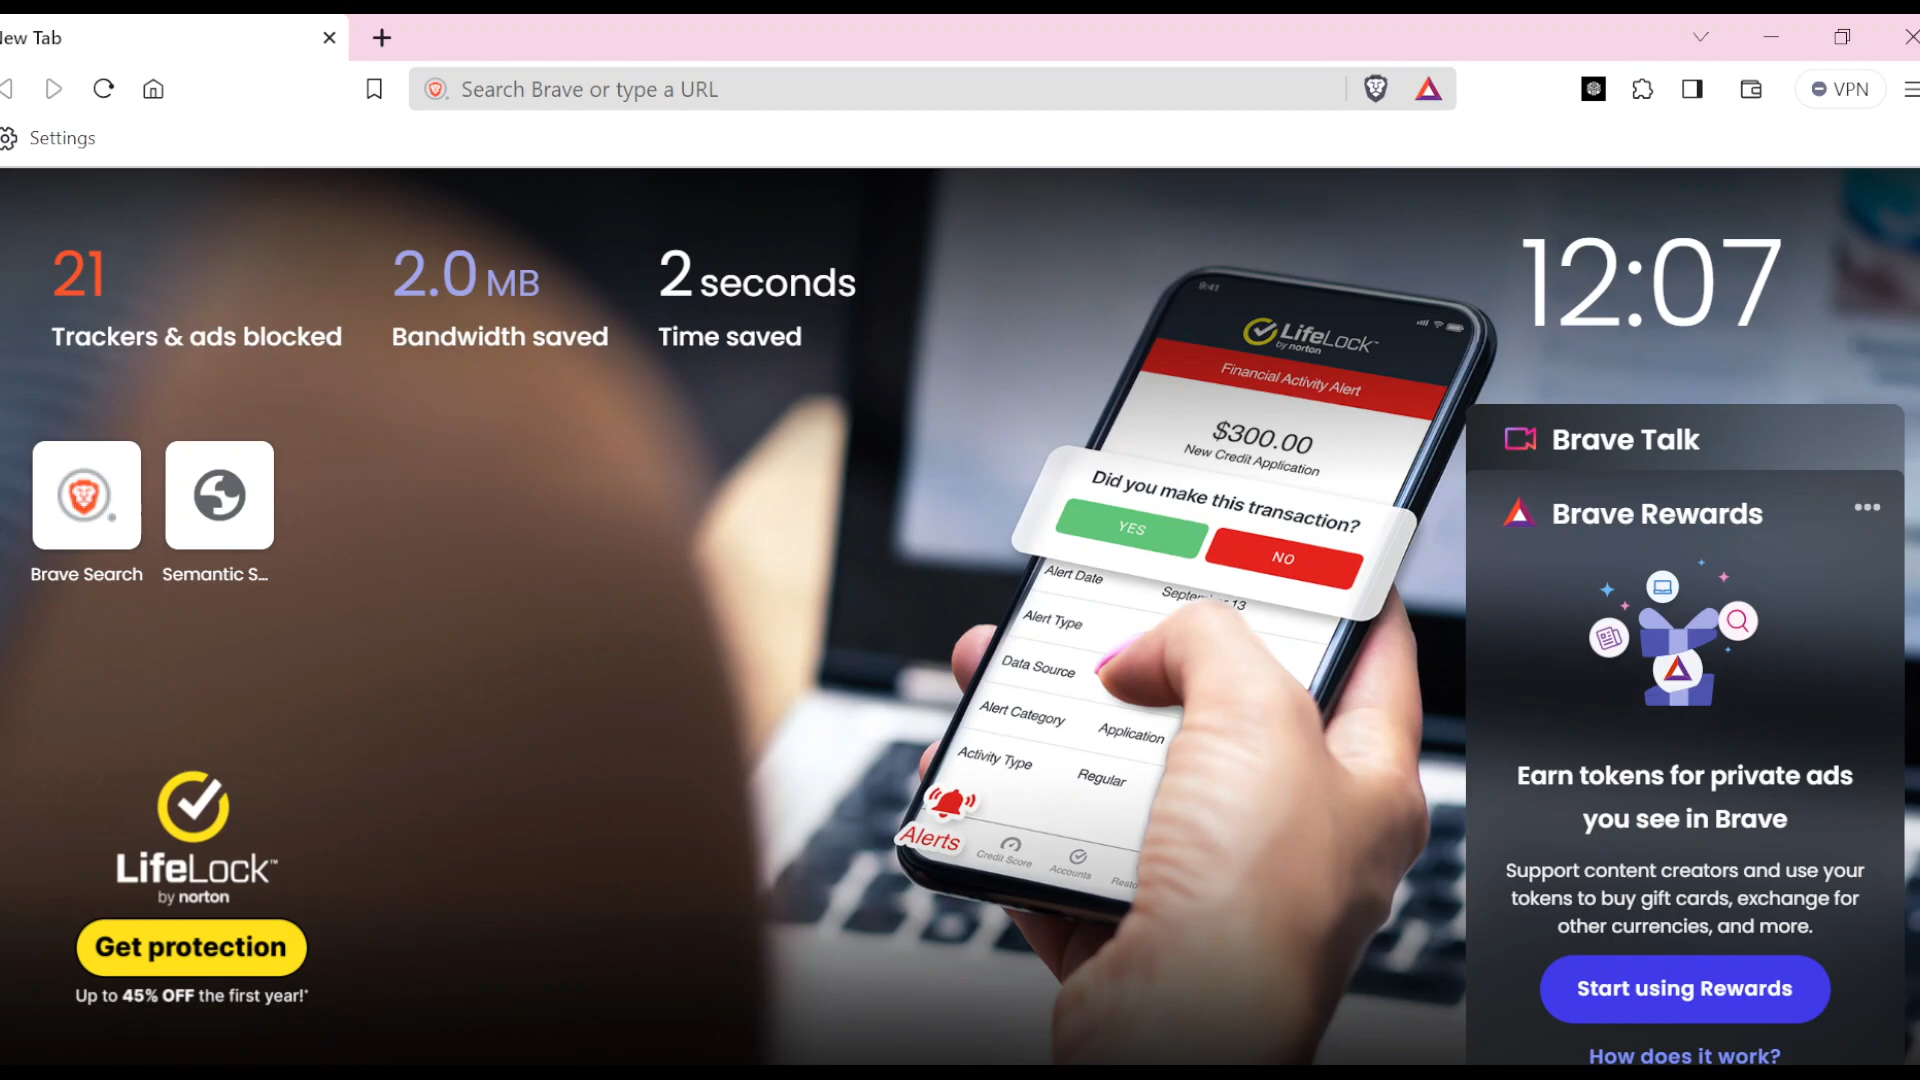 New Tab
Search Brave or type a URL
VPN
Settings
21
Trackers & ads blocked
2.0 MB
Bandwidth saved
2 seconds
Time saved
12:07
Brave Search
Semantic S...
9:41
LifeLock™
by norton
Financial Activity Alert
$300.00
New Credit Application
Did you make this transaction?
YES
NO
Alert Date
Alert Type
Data Source
Alert Category
Application
Activity Type
Regular
Alerts
Credit Score
Accounts
LifeLock™
by norton
Get protection
Up to 45% OFF the first year!*
Brave Talk
Brave Rewards
Earn tokens for private ads
you see in Brave
Support content creators and use your
tokens to buy gift cards, exchange for
other currencies, and more.
Start using Rewards
How does it work?